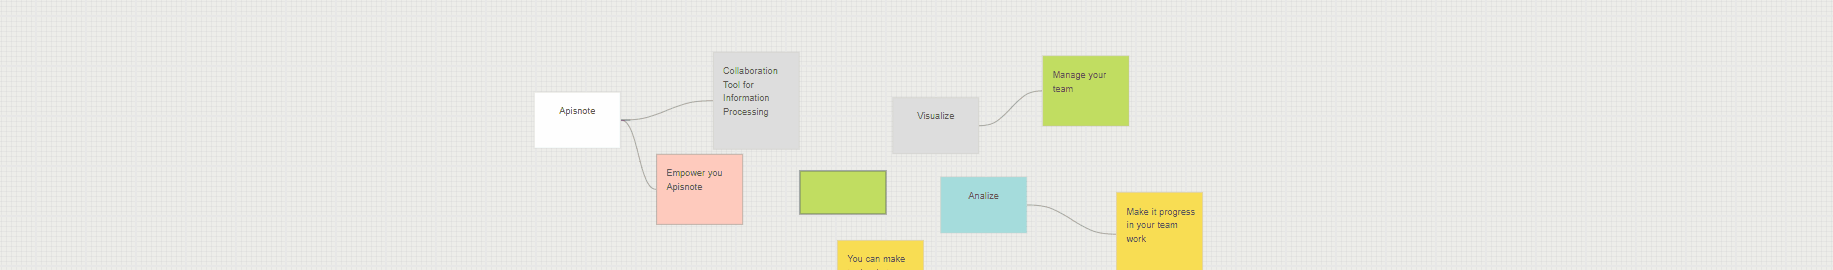 Apisnote
Collaboration
Tool for
Information
Processing
Empower you
Apisnote
Visualize
Manage your
team
Analize
Make it progress
in your team
work
You can make